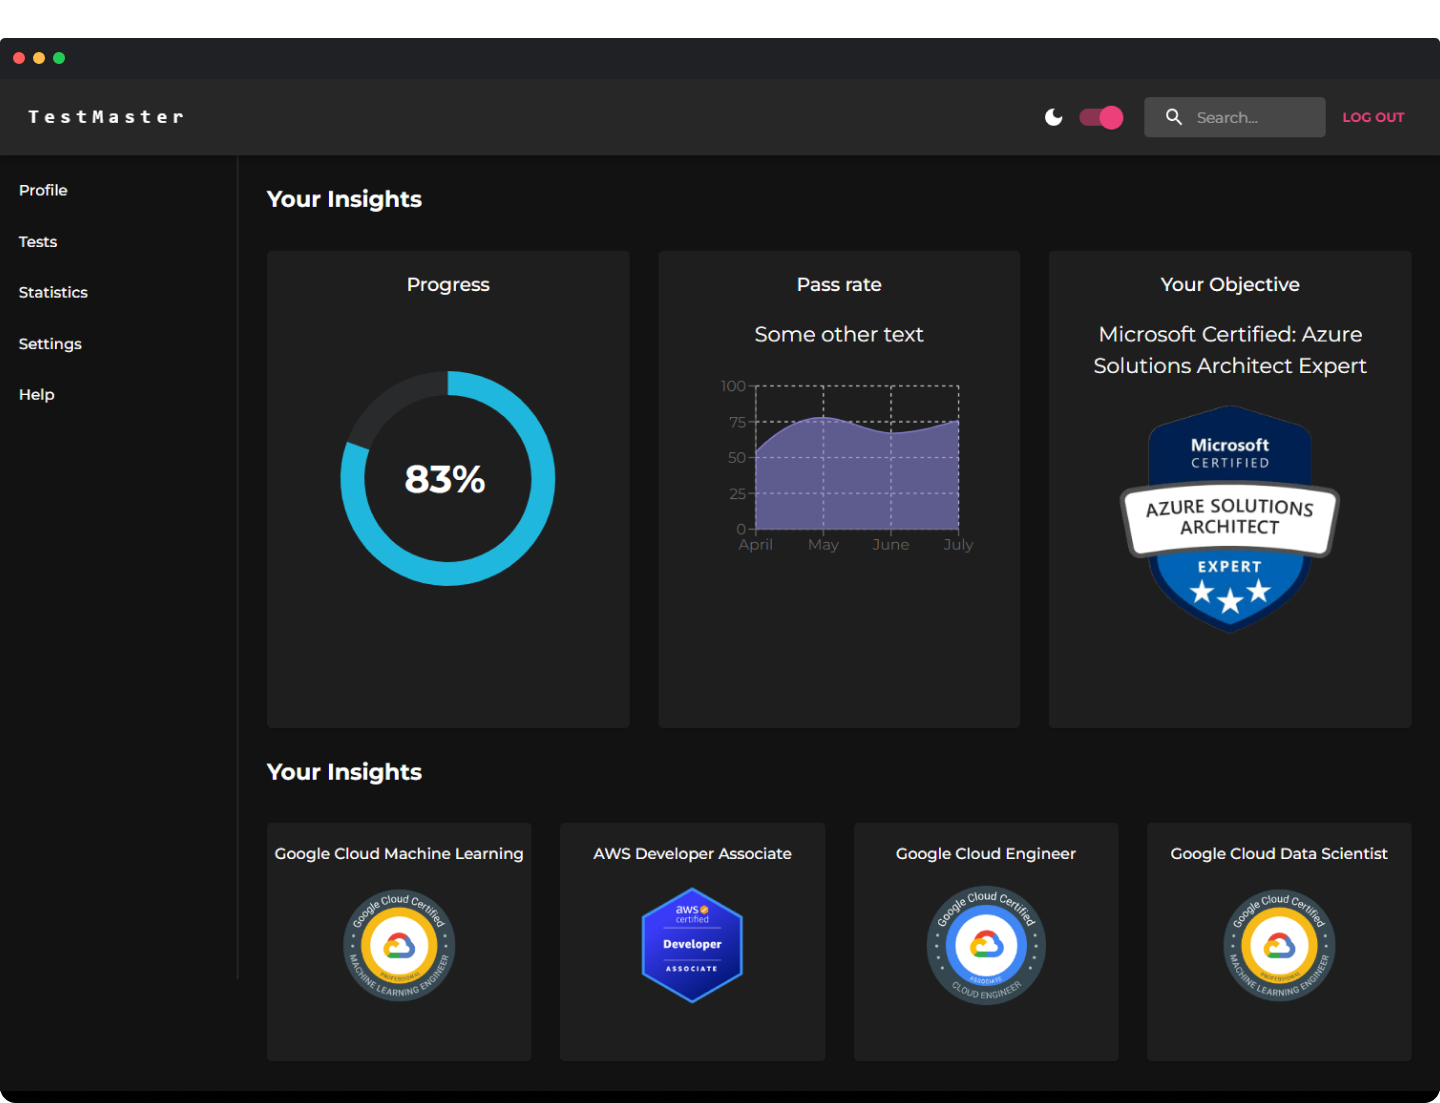 TestMaster
Search...
LOG OUT
Profile
Tests
Statistics
Settings
Help
Your Insights
Progress
83%
Pass rate
Some other text
100
75
50
25
0
April May June July
Your Objective
Microsoft Certified: Azure
Solutions Architect Expert
Microsoft
CERTIFIED
AZURE SOLUTIONS
ARCHITECT
EXPERT
Your Insights
Google Cloud Machine Learning
Google Cloud Certified
PROFESSIONAL
MACHINE LEARNING ENGINEER
AWS Developer Associate
aws
certified
Developer
ASSOCIATE
Google Cloud Engineer
Google Cloud Certified
ASSOCIATE
CLOUD ENGINEER
Google Cloud Data Scientist
Google Cloud Certified
PROFESSIONAL
MACHINE LEARNING ENGINEER